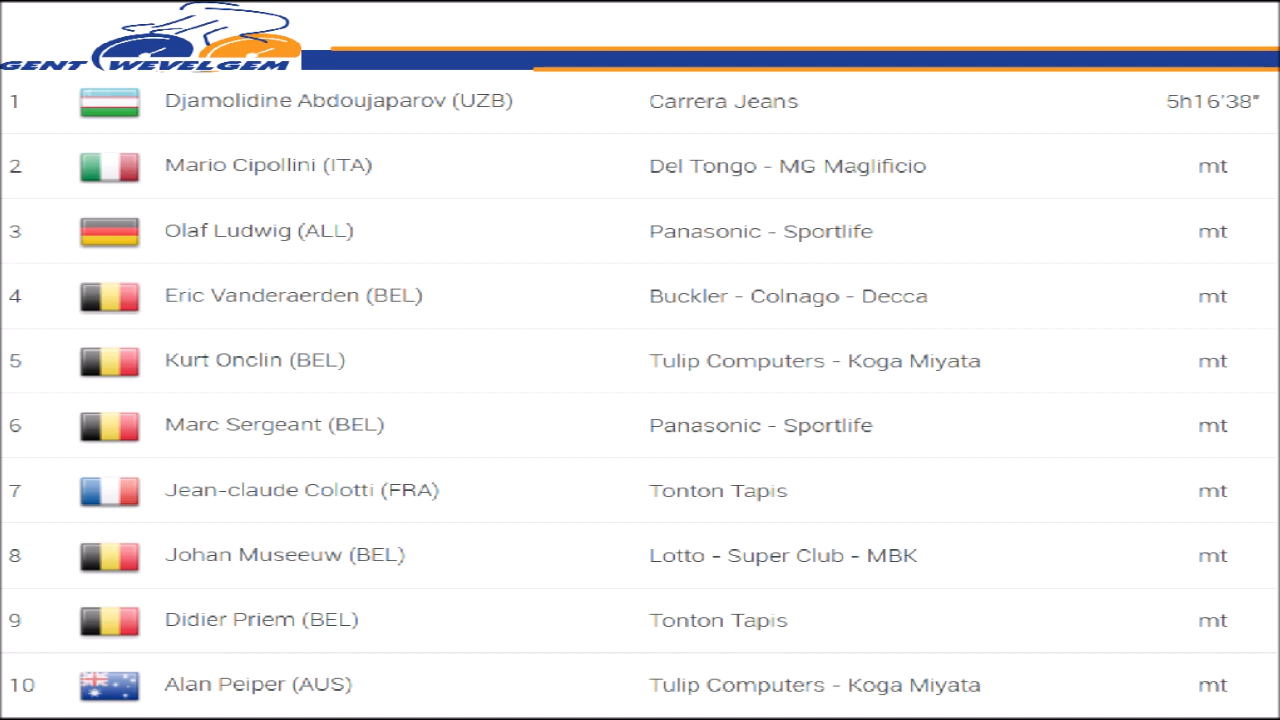 GENT WEVELGEM
1 Djamolidine Abdoujaparov (UZB) Carrera Jeans 5h16'38"
2 Mario Cipollini (ITA) Del Tongo - MG Maglificio mt
3 Olaf Ludwig (ALL) Panasonic - Sportlife mt
4 Eric Vanderaerden (BEL) Buckler - Colnago - Decca mt
5 Kurt Onclin (BEL) Tulip Computers - Koga Miyata mt
6 Marc Sergeant (BEL) Panasonic - Sportlife mt
7 Jean-claude Colotti (FRA) Tonton Tapis mt
8 Johan Museeuw (BEL) Lotto - Super Club - MBK mt
9 Didier Priem (BEL) Tonton Tapis mt
10 Alan Peiper (AUS) Tulip Computers - Koga Miyata mt